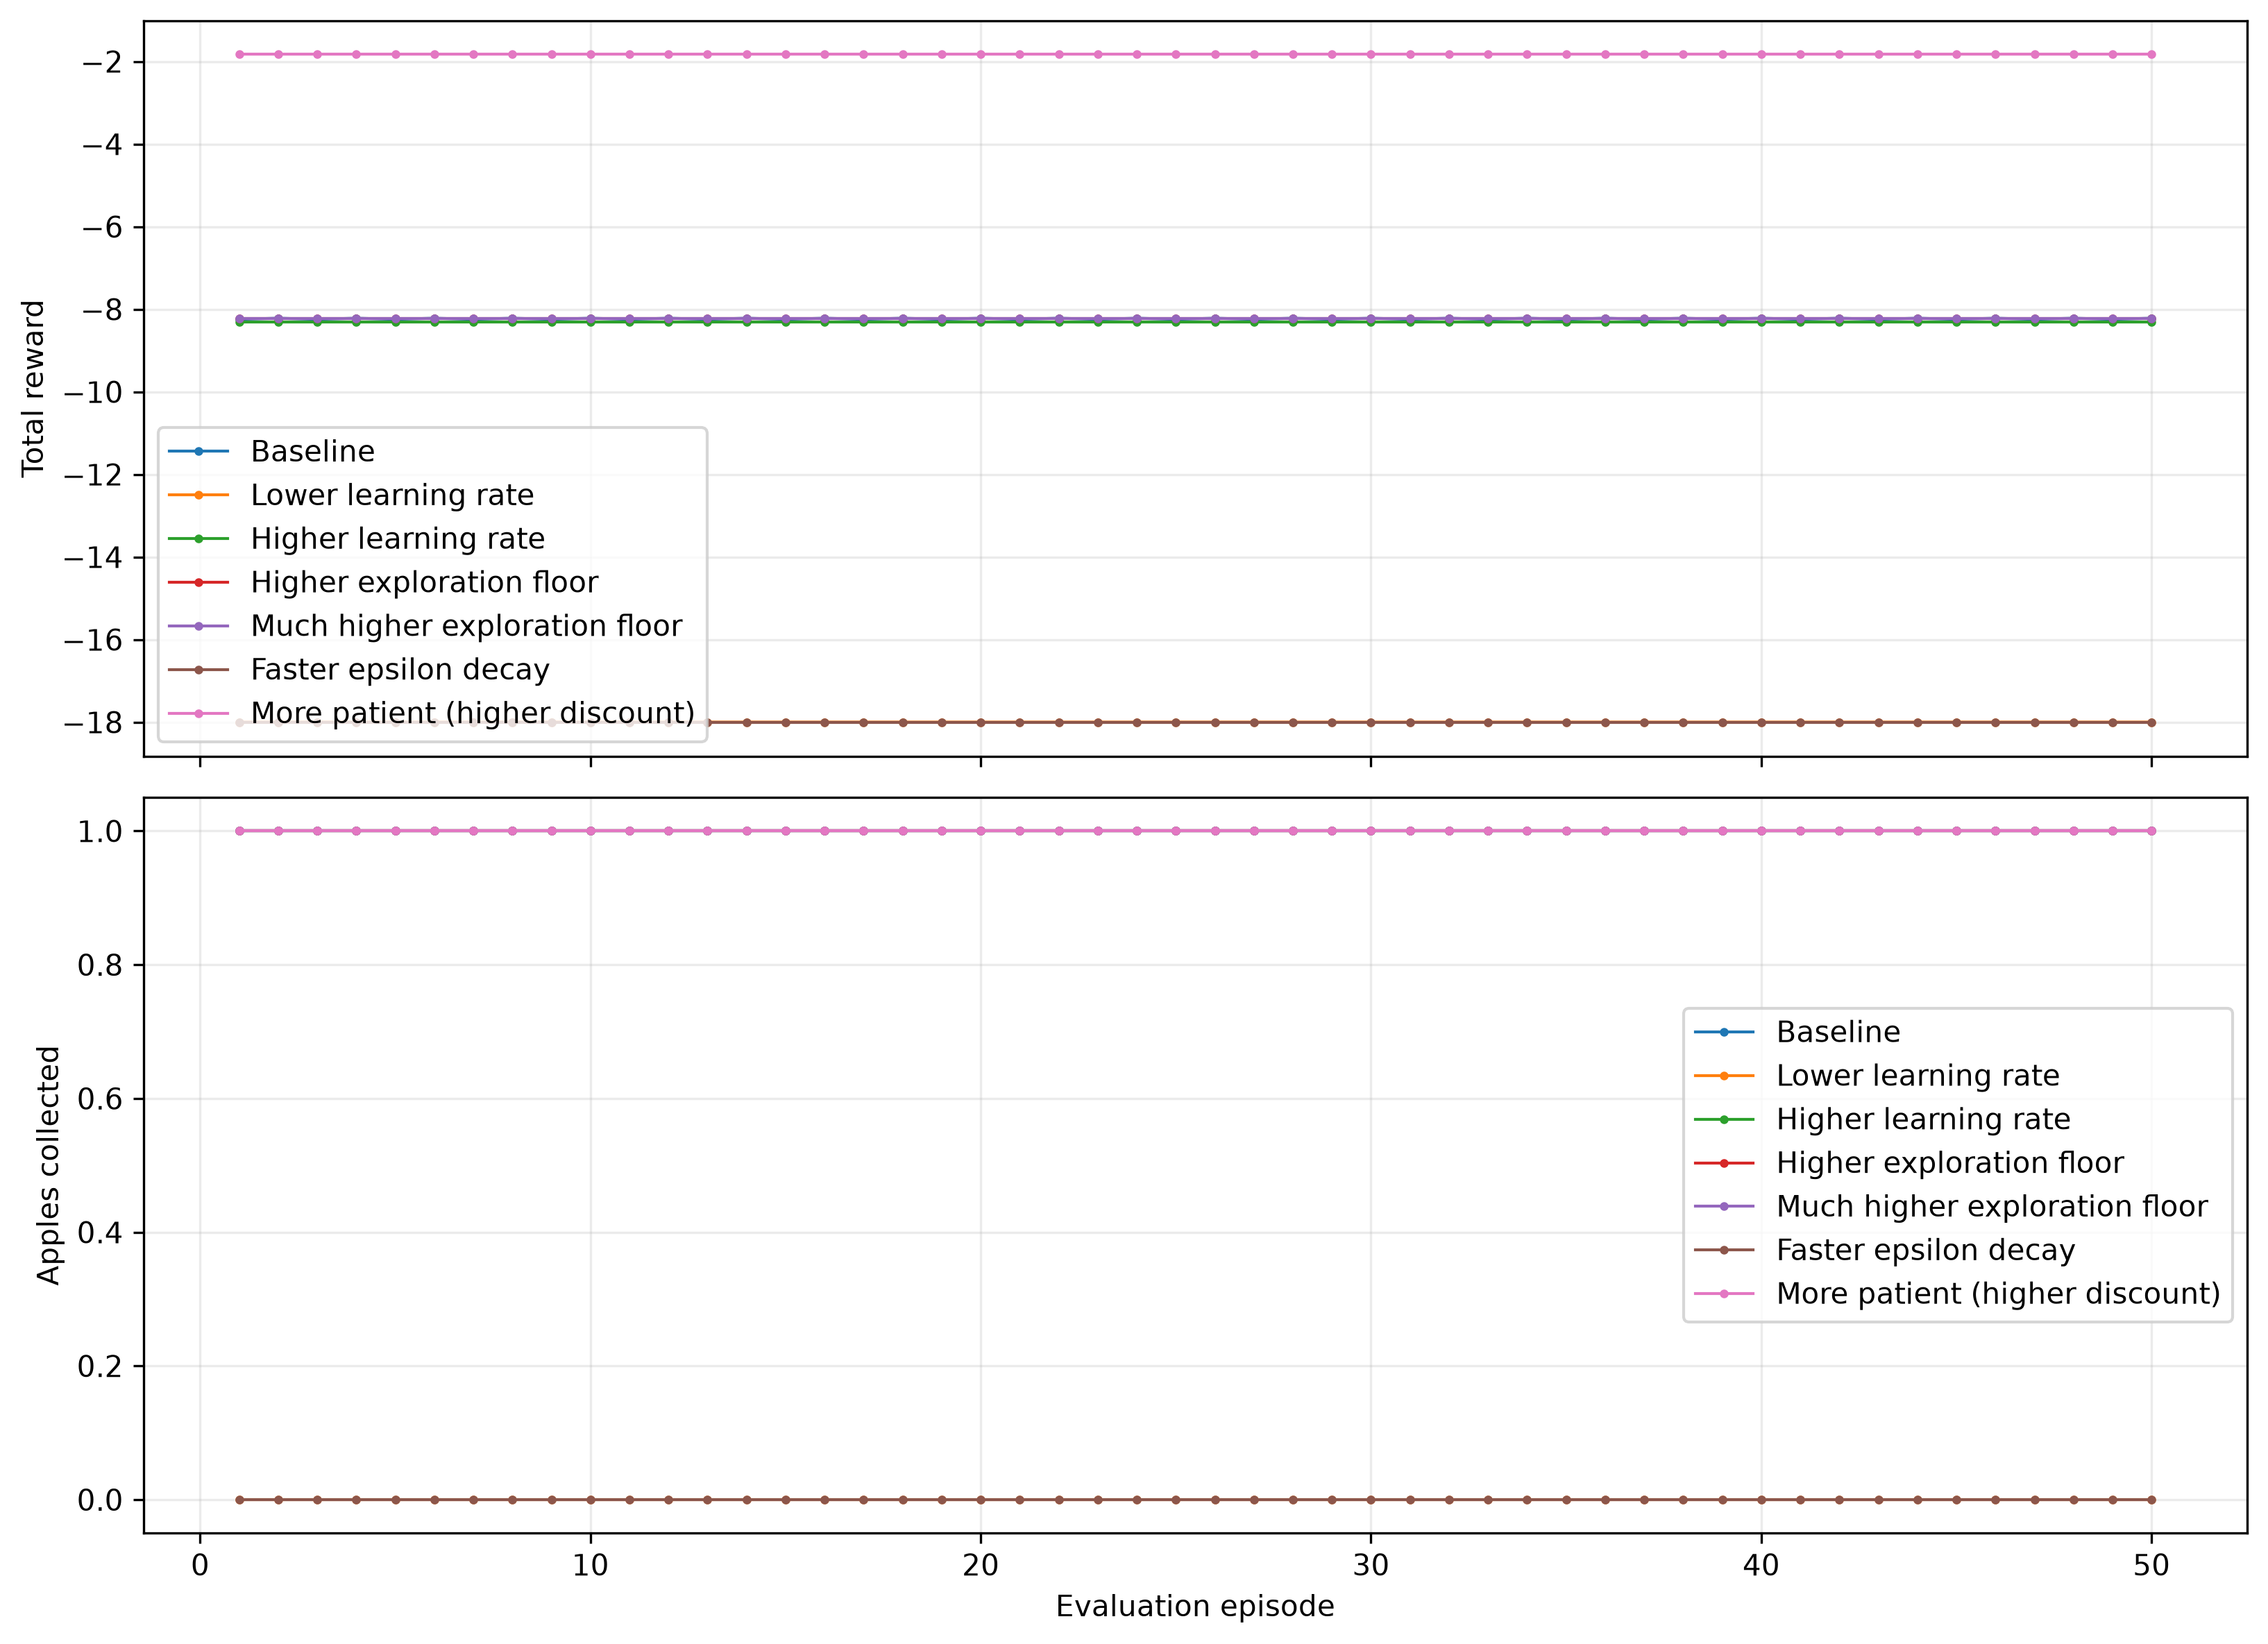 −2
−4
−6
−8
−10
−12
−14
−16
−18
Total reward
Baseline
Lower learning rate
Higher learning rate
Higher exploration floor
Much higher exploration floor
Faster epsilon decay
More patient (higher discount)
1.0
0.8
0.6
0.4
0.2
0.0
Apples collected
Baseline
Lower learning rate
Higher learning rate
Higher exploration floor
Much higher exploration floor
Faster epsilon decay
More patient (higher discount)
0 10 20 30 40 50
Evaluation episode